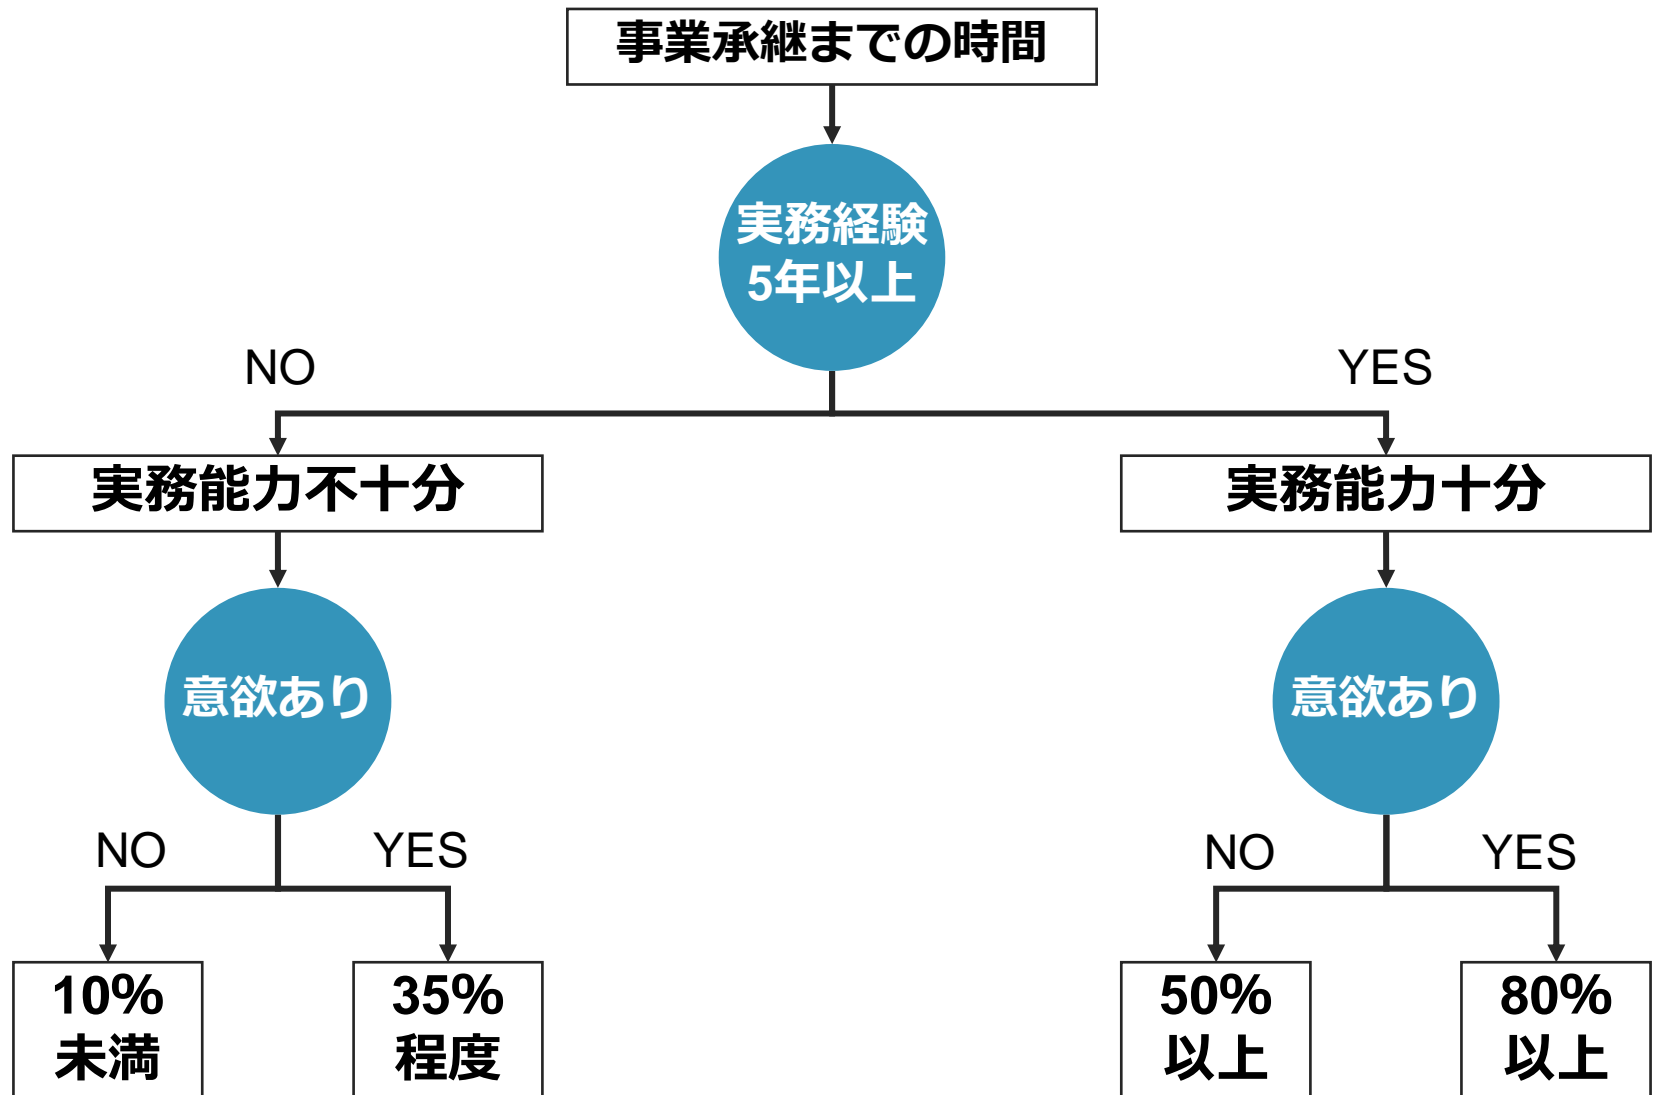 事業承継までの時間
実務経験
5年以上
NO
YES
実務能力不十分
実務能力十分
意欲あり
意欲あり
NO
YES
NO
YES
10%
未満
35%
程度
50%
以上
80%
以上